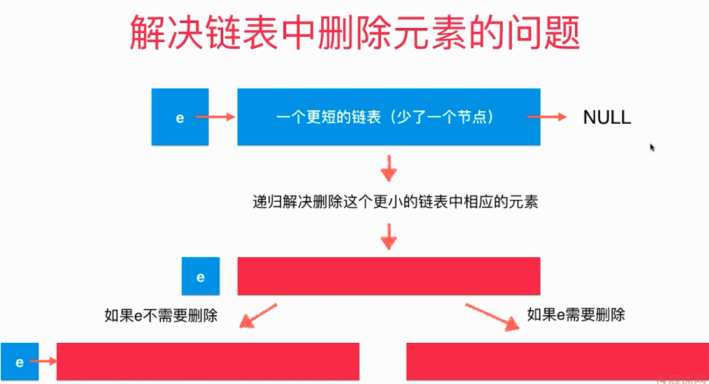 解决链表中删除元素的问题
e
一个更短的链表（少了一个节点）
NULL
递归解决删除这个更小的链表中相应的元素
e
如果e不需要删除
如果e需要删除
e